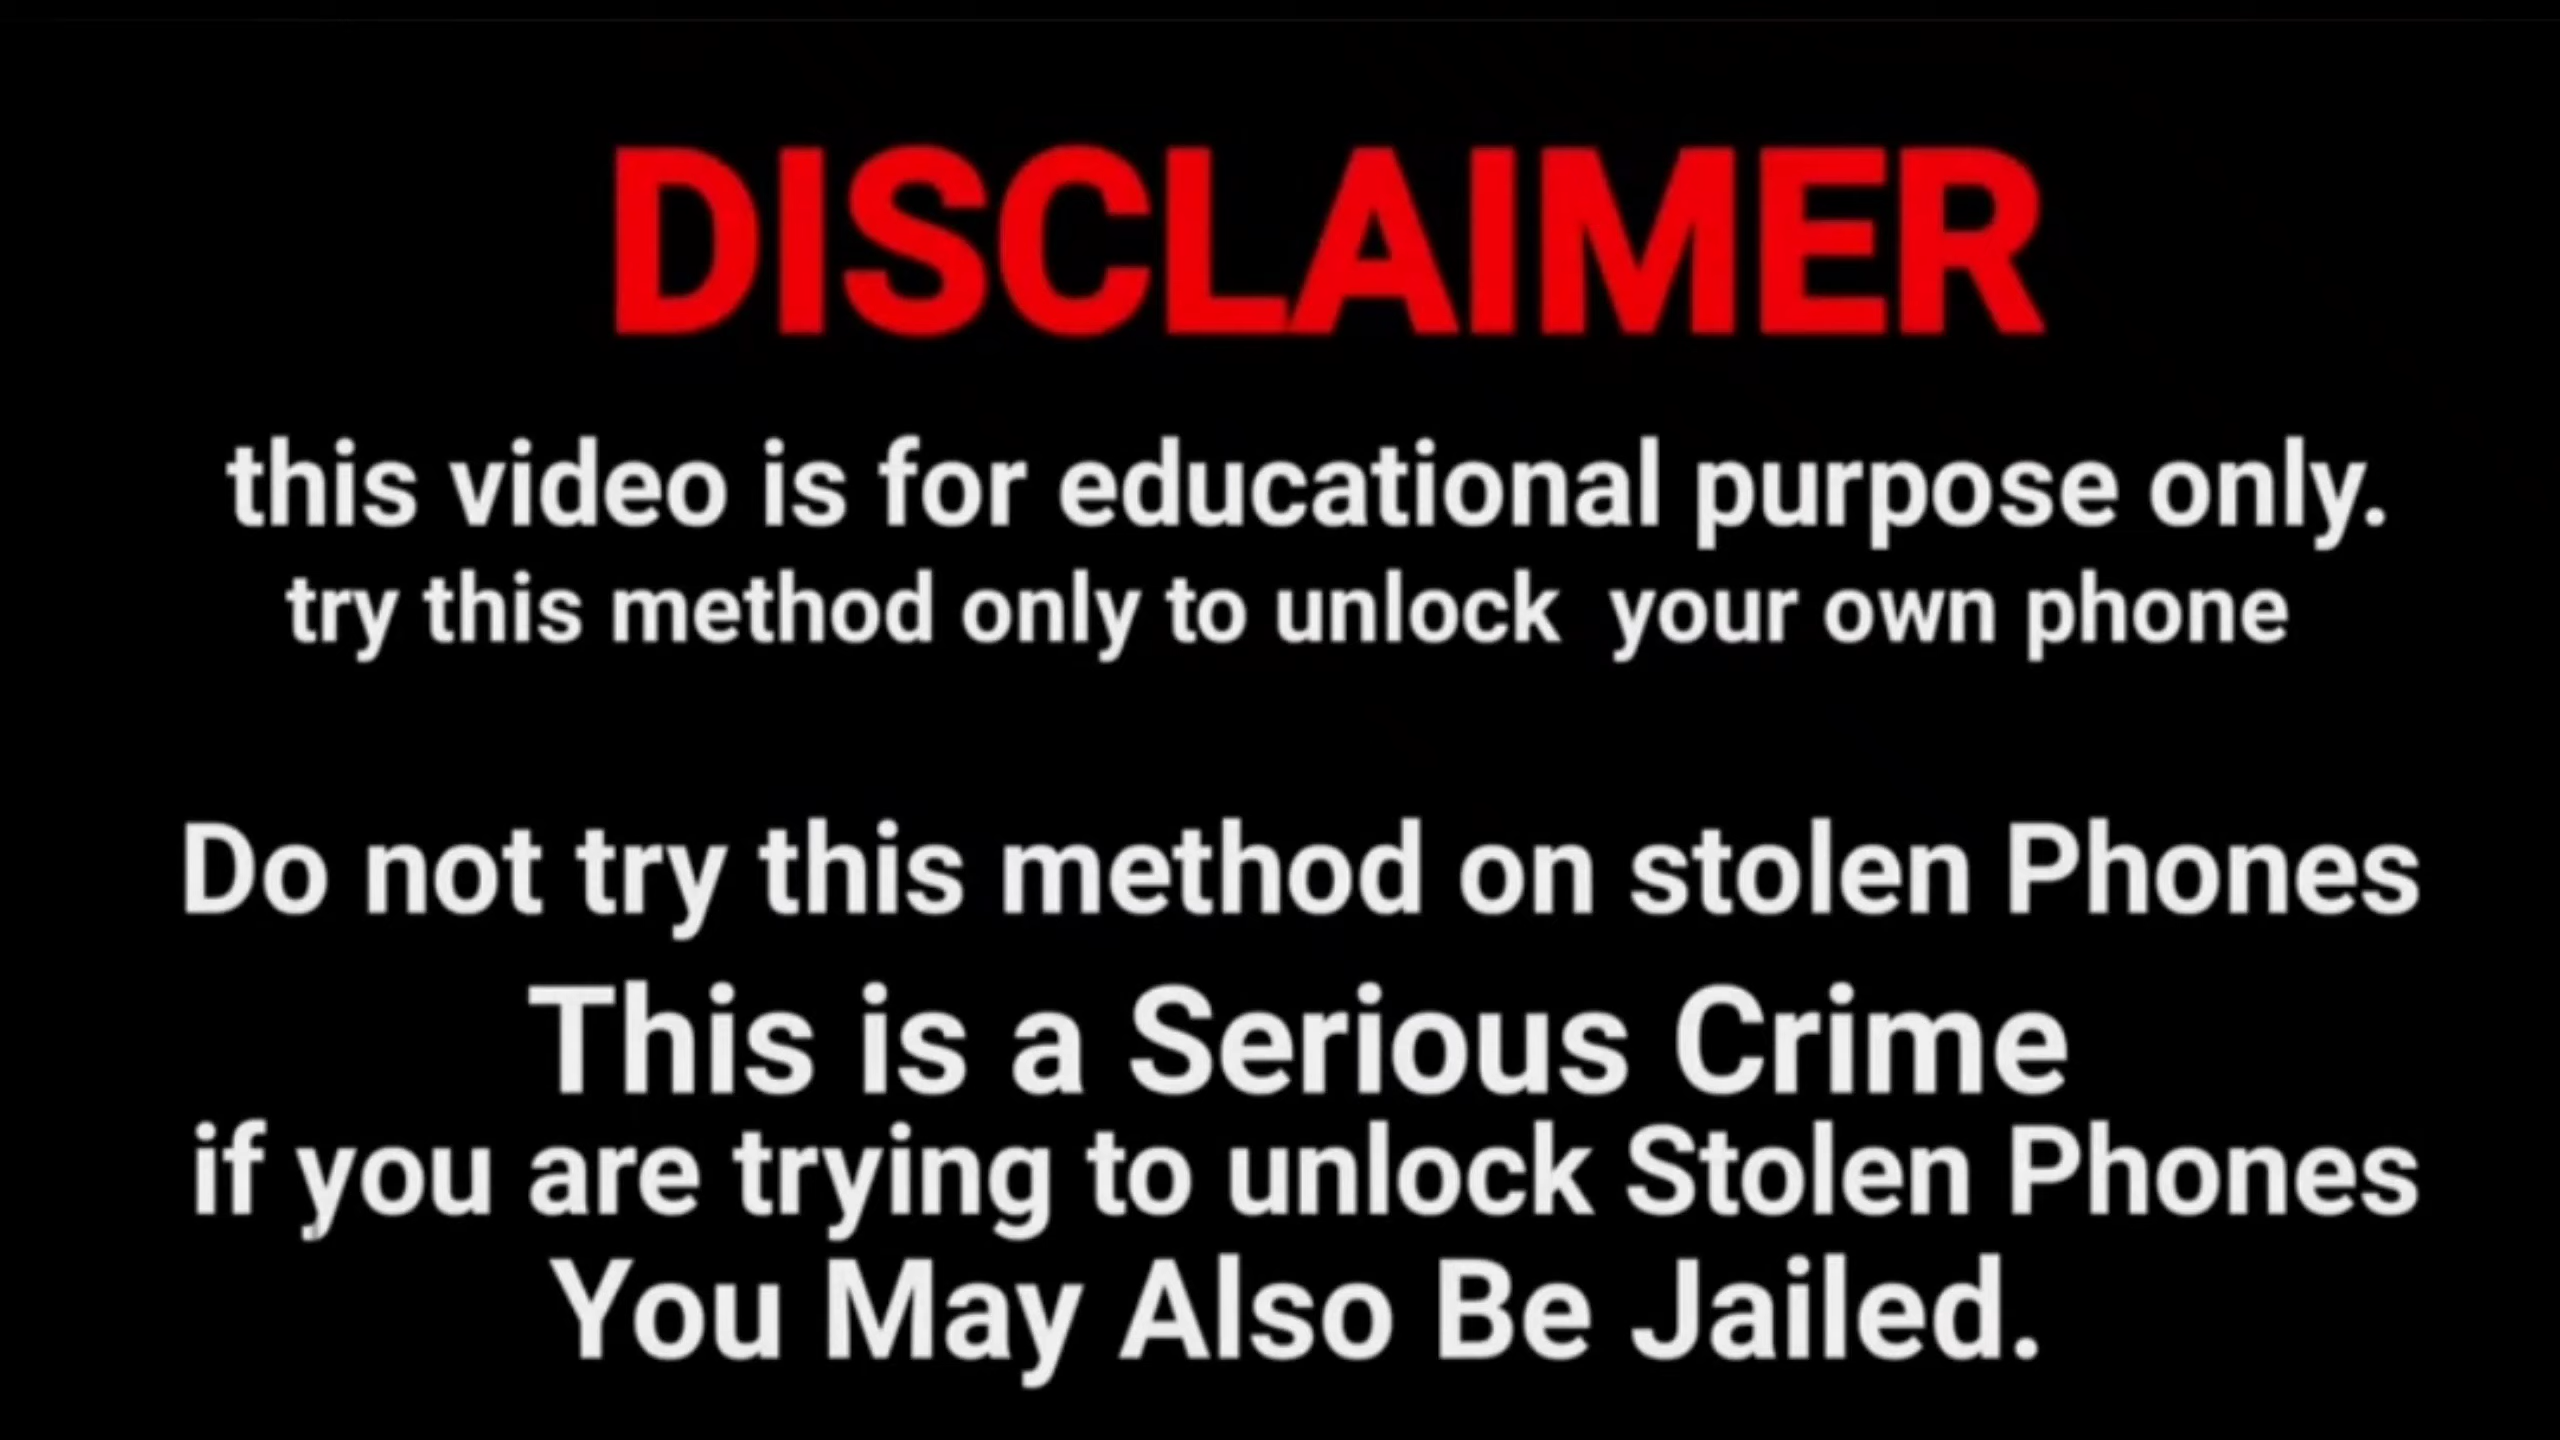 DISCLAIMER
this video is for educational purpose only.
try this method only to unlock  your own phone
Do not try this method on stolen Phones
This is a Serious Crime
if you are trying to unlock Stolen Phones
You May Also Be Jailed.